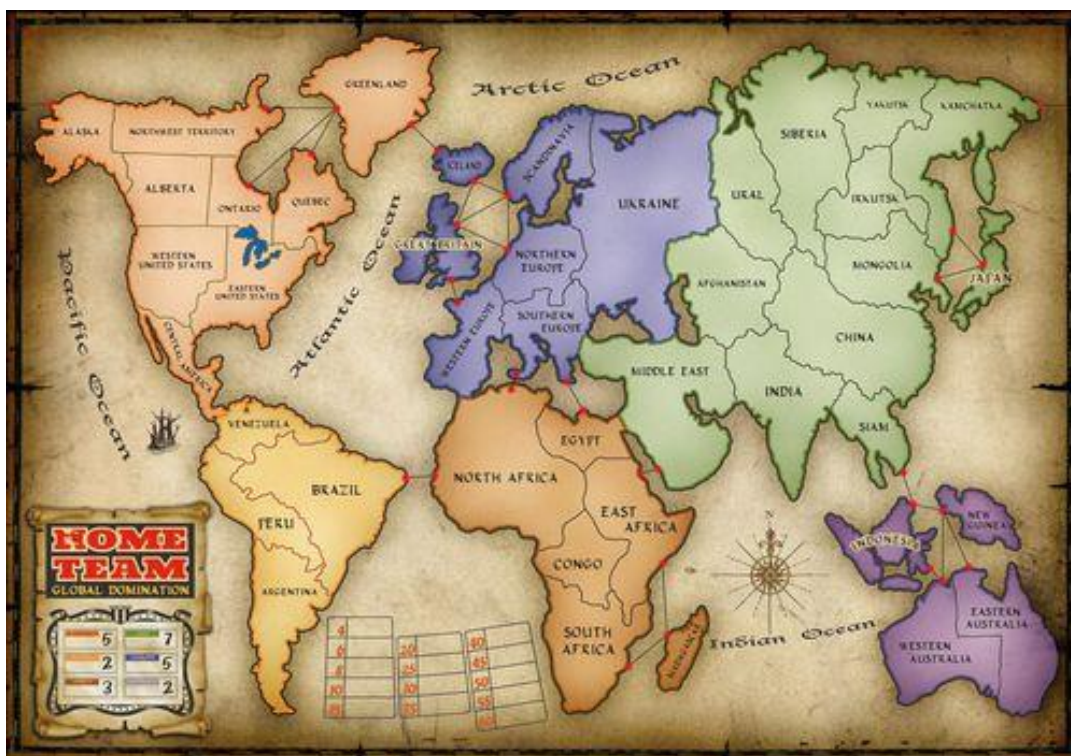 Arctic Ocean
GREENLAND
ALASKA
NORTHWEST TERRITORY
ALBERTA
ONTARIO
QUEBEC
WESTERN
UNITED STATES
EASTERN
UNITED STATES
CENTRAL AMERICA
Pacific Ocean
Atlantic Ocean
ICELAND
SCANDINAVIA
GREAT BRITAIN
UKRAINE
NORTHERN
EUROPE
WESTERN EUROPE
SOUTHERN
EUROPE
SIBERIA
YAKUTSK
KAMCHATKA
URAL
IRKUTSK
MONGOLIA
JAPAN
AFGHANISTAN
CHINA
MIDDLE EAST
INDIA
SIAM
VENEZUELA
BRAZIL
PERU
ARGENTINA
NORTH AFRICA
EGYPT
EAST
AFRICA
CONGO
SOUTH
AFRICA
MADAGASCAR
N
Indian Ocean
INDONESIA
NEW
GUINEA
WESTERN
AUSTRALIA
EASTERN
AUSTRALIA
HOME
TEAM
GLOBAL DOMINATION
5 7
2 5
3 2
4
6
8
10
15
20
25
30
35
40
45
50
55
60